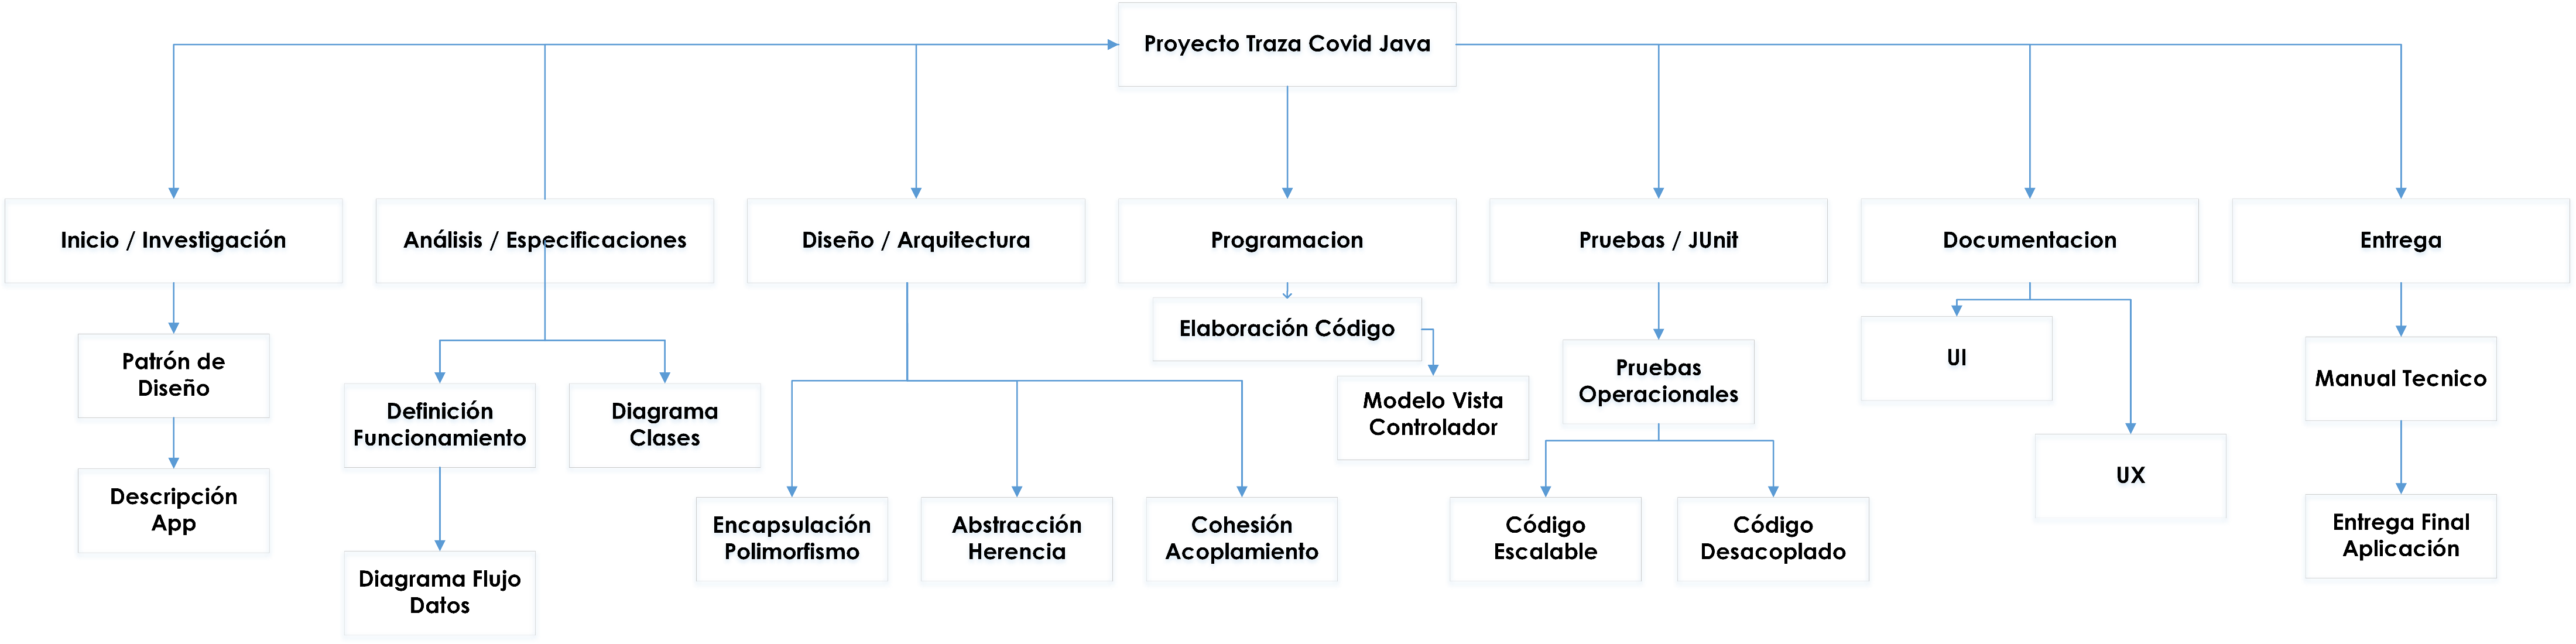 Proyecto Traza Covid Java
Inicio / Investigación
Análisis / Especificaciones
Diseño / Arquitectura
Programacion
Pruebas / JUnit
Documentacion
Entrega
Patrón de
Diseño
Descripción
App
Definición
Funcionamiento
Diagrama
Clases
Diagrama Flujo
Datos
Encapsulación
Polimorfismo
Abstracción
Herencia
Cohesión
Acoplamiento
Elaboración Código
Modelo Vista
Controlador
Pruebas
Operacionales
Código
Escalable
Código
Desacoplado
UI
UX
Manual Tecnico
Entrega Final
Aplicación